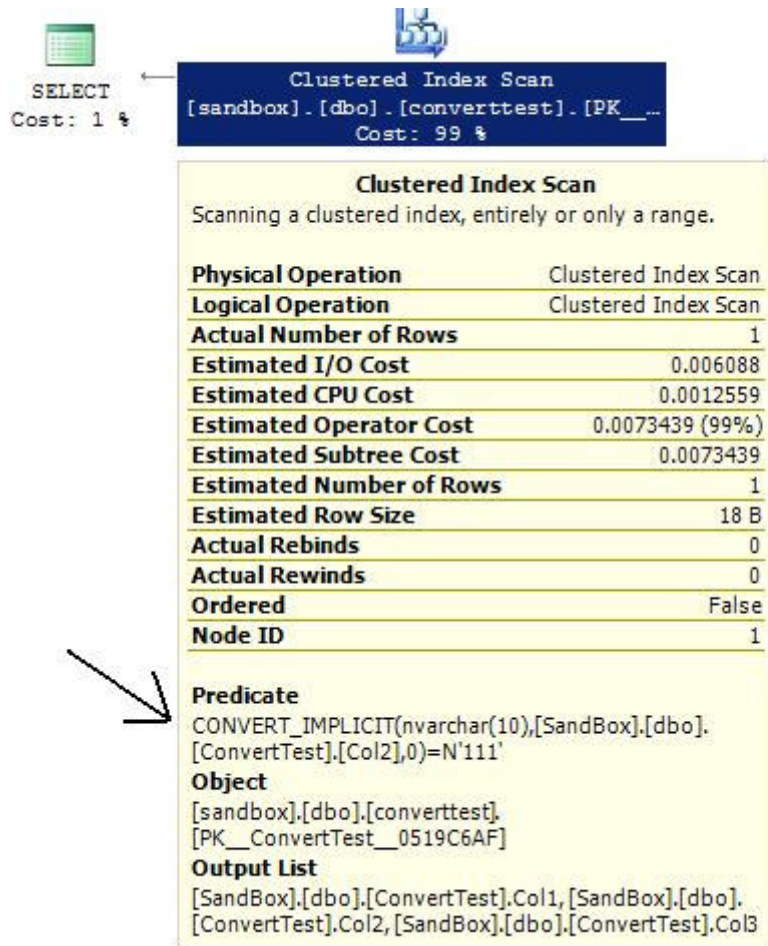 SELECT
Cost: 1 %
Clustered Index Scan
[sandbox].[dbo].[converttest].[PK__…
Cost: 99 %
Clustered Index Scan
Scanning a clustered index, entirely or only a range.
Physical Operation Clustered Index Scan
Logical Operation Clustered Index Scan
Actual Number of Rows 1
Estimated I/O Cost 0.006088
Estimated CPU Cost 0.0012559
Estimated Operator Cost 0.0073439 (99%)
Estimated Subtree Cost 0.0073439
Estimated Number of Rows 1
Estimated Row Size 18 B
Actual Rebinds 0
Actual Rewinds 0
Ordered False
Node ID 1
Predicate
CONVERT_IMPLICIT(nvarchar(10),[SandBox].[dbo].
[ConvertTest].[Col2],0)=N'111'
Object
[sandbox].[dbo].[converttest].
[PK__ConvertTest__0519C6AF]
Output List
[SandBox].[dbo].[ConvertTest].Col1, [SandBox].[dbo].
[ConvertTest].Col2, [SandBox].[dbo].[ConvertTest].Col3